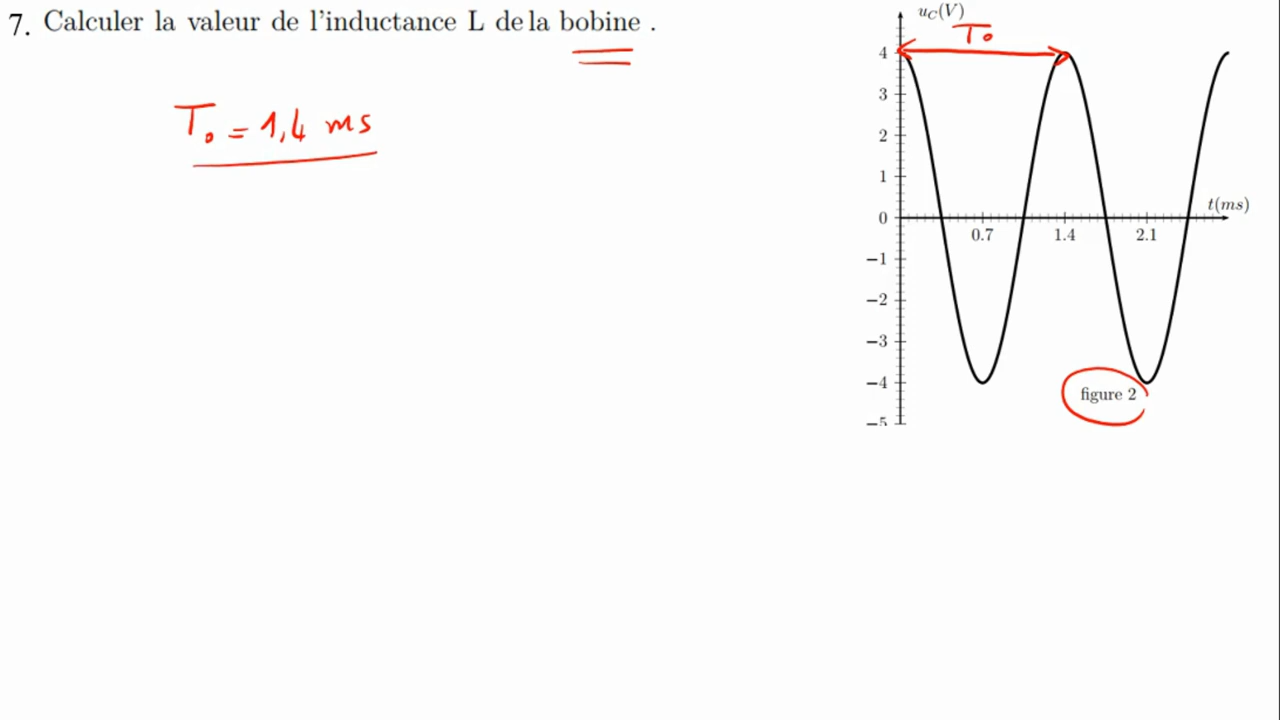 7. Calculer la valeur de l'inductance L de la bobine .
T₀ = 1,4 ms
u_C(V)
T₀
4
3
2
1
0
−1
−2
−3
−4
−5
0.7
1.4
2.1
t(ms)
figure 2